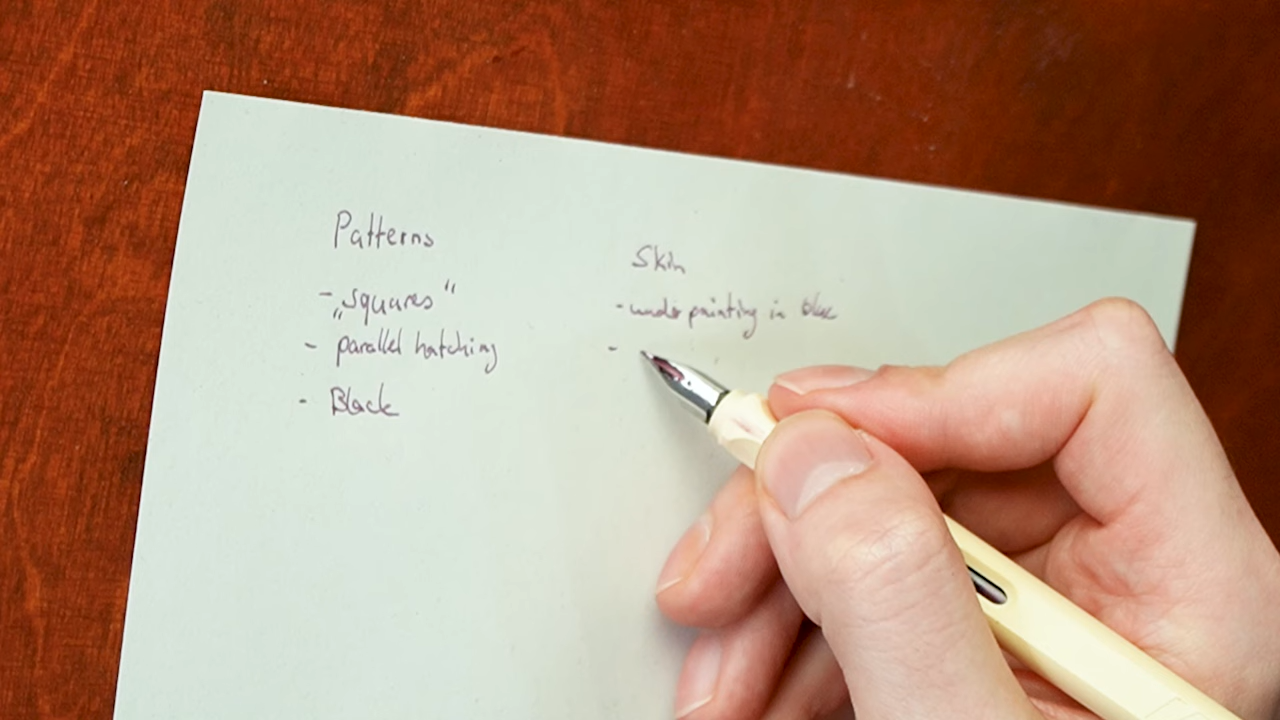 Patterns
- „squares“
- parallel hatching
- Black
Skin
- underpainting in blue
-